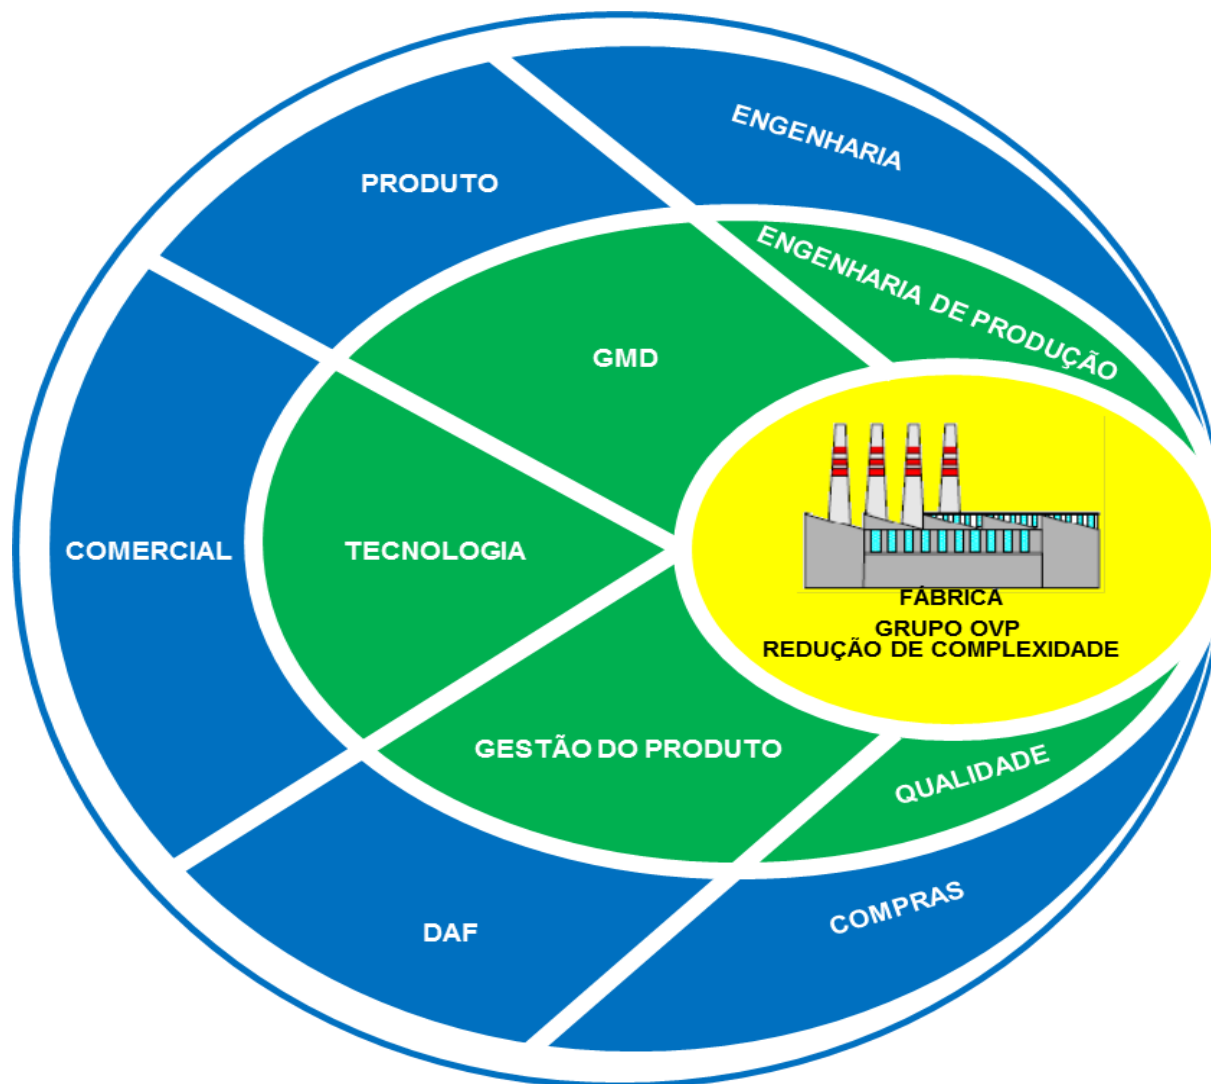 ENGENHARIA
PRODUTO
ENGENHARIA DE PRODUÇÃO
GMD
COMERCIAL
TECNOLOGIA
FÁBRICA
GRUPO OVP
REDUÇÃO DE COMPLEXIDADE
GESTÃO DO PRODUTO
QUALIDADE
COMPRAS
DAF